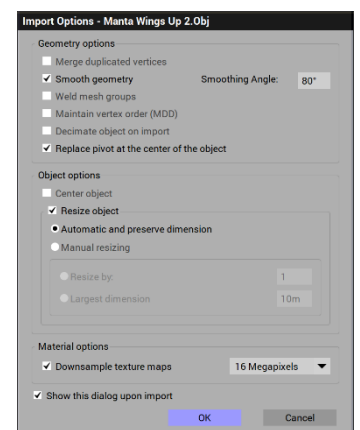 Import Options - Manta Wings Up 2.Obj
Geometry options
Merge duplicated vertices
Smooth geometry Smoothing Angle: 80°
Weld mesh groups
Maintain vertex order (MDD)
Decimate object on import
Replace pivot at the center of the object
Object options
Center object
Resize object
Automatic and preserve dimension
Manual resizing
Resize by: 1
Largest dimension 10m
Material options
Downsample texture maps 16 Megapixels
Show this dialog upon import
OK Cancel